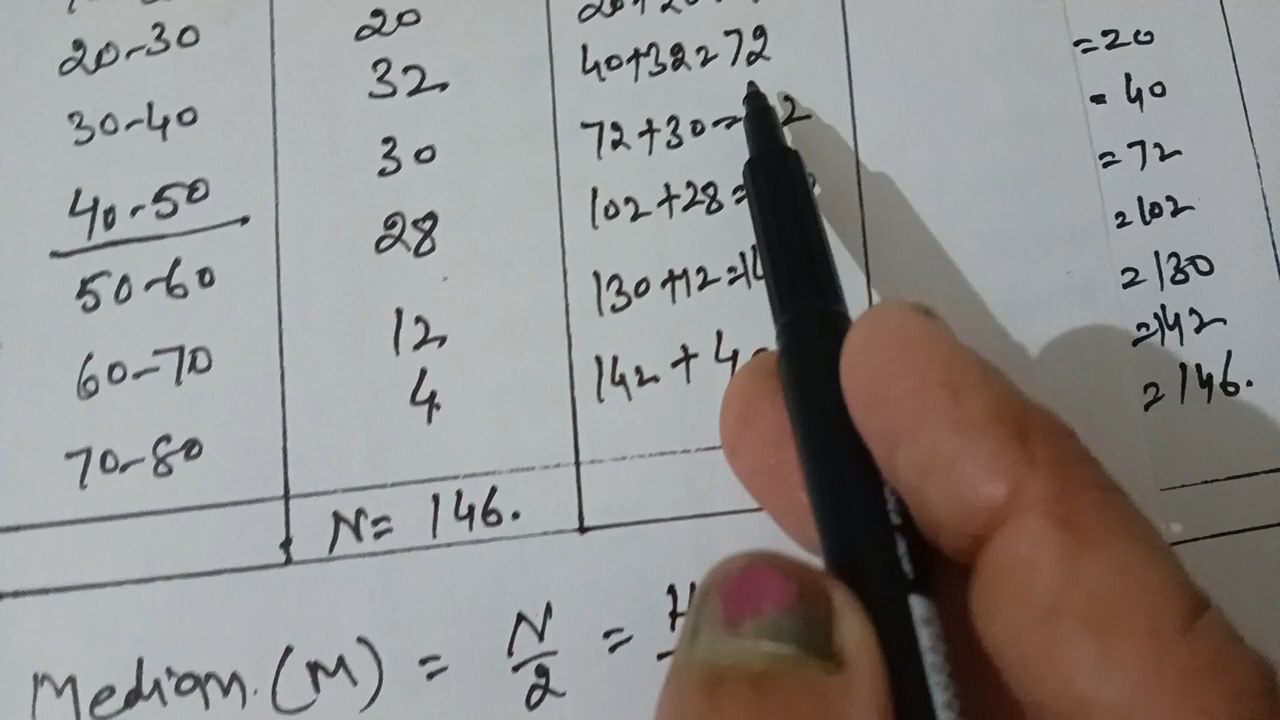 20
20-30 32 40+32=72 =20
30-40 30 72+30= =40
40-50 28 102+28= =72
50-60 12 130+12=14 =102
60-70 4 142+4 =130
70-80 =142
=146.
N= 146.
Median.(M) = N/2 =